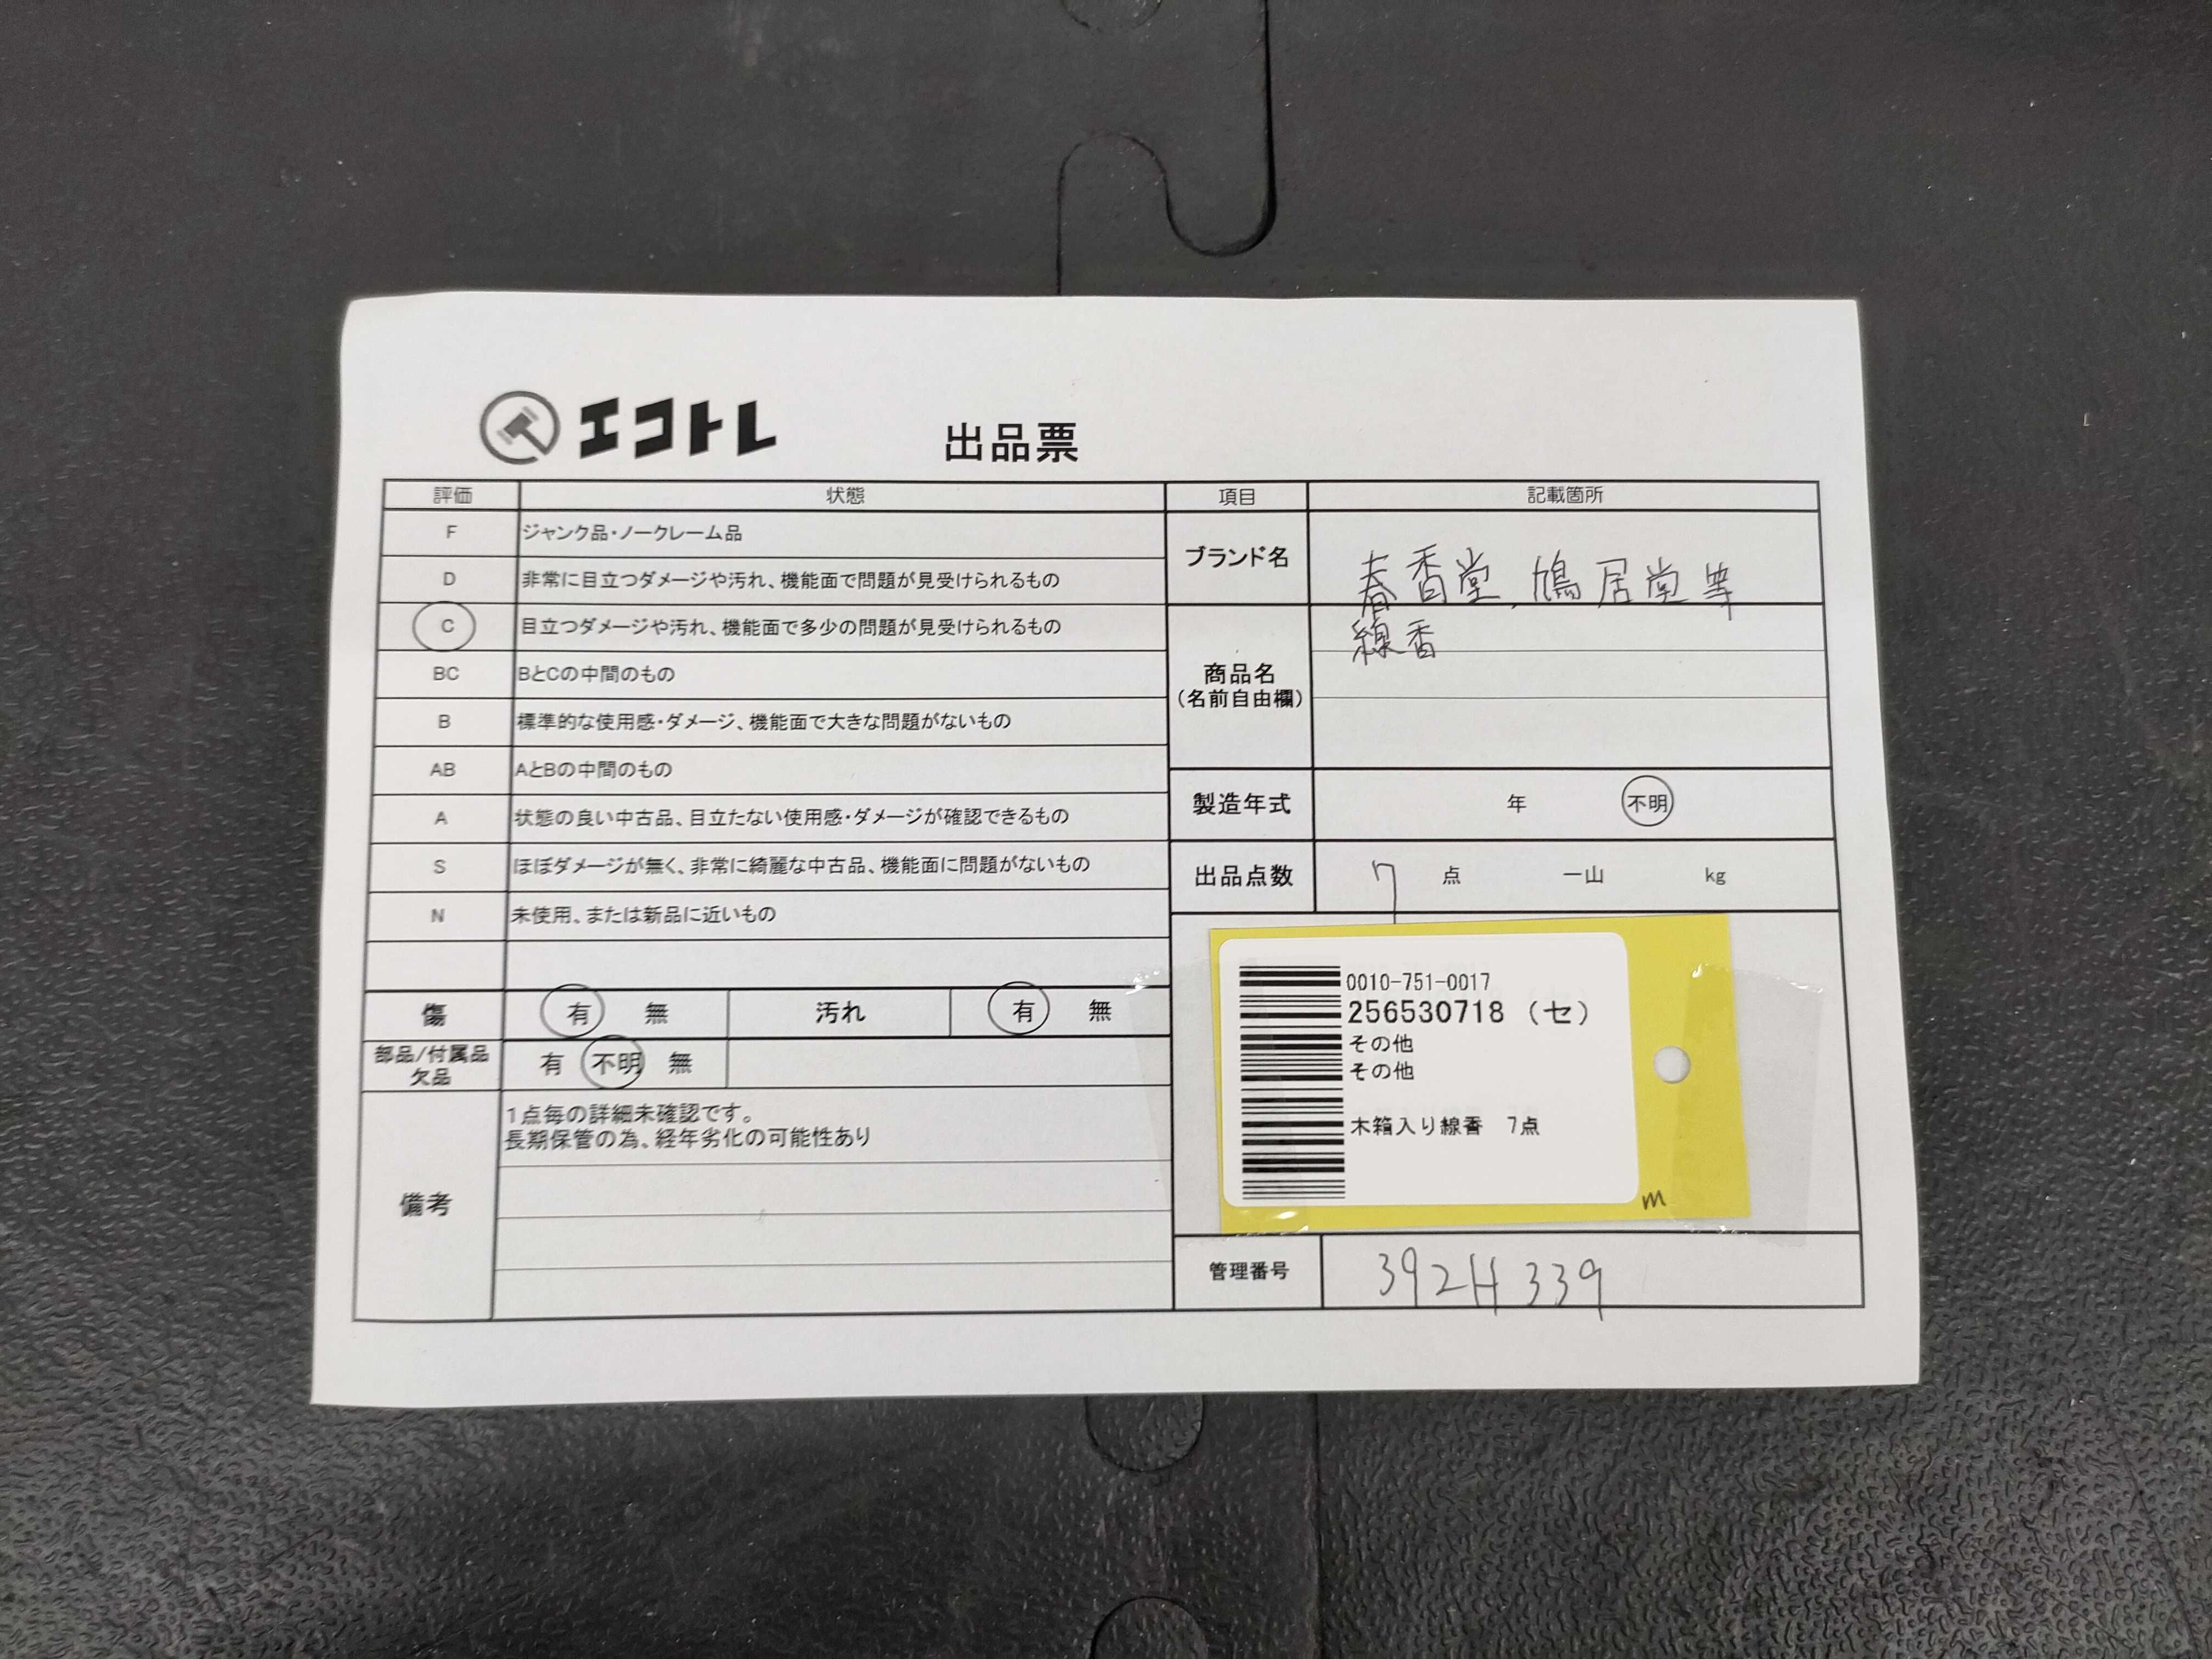 エコトレ 出品票
評価 状態
F ジャンク品・ノークレーム品
D 非常に目立つダメージや汚れ、機能面で問題が見受けられるもの
C 目立つダメージや汚れ、機能面で多少の問題が見受けられるもの
BC BとCの中間のもの
B 標準的な使用感・ダメージ、機能面で大きな問題がないもの
AB AとBの中間のもの
A 状態の良い中古品、目立たない使用感・ダメージが確認できるもの
S ほぼダメージが無く、非常に綺麗な中古品、機能面に問題がないもの
N 未使用、または新品に近いもの
傷 有 無 汚れ 有 無
部品/付属品
欠品
有 不明 無
備考
1点毎の詳細未確認です。
長期保管の為、経年劣化の可能性あり
項目 記載箇所
ブランド名 春香堂、鳩居堂等
商品名
(名前自由欄)
線香
製造年式 年 不明
出品点数 7 点 一山 kg
0010-751-0017
256530718 (セ)
その他
その他
木箱入り線香 7点
m
管理番号 392H339